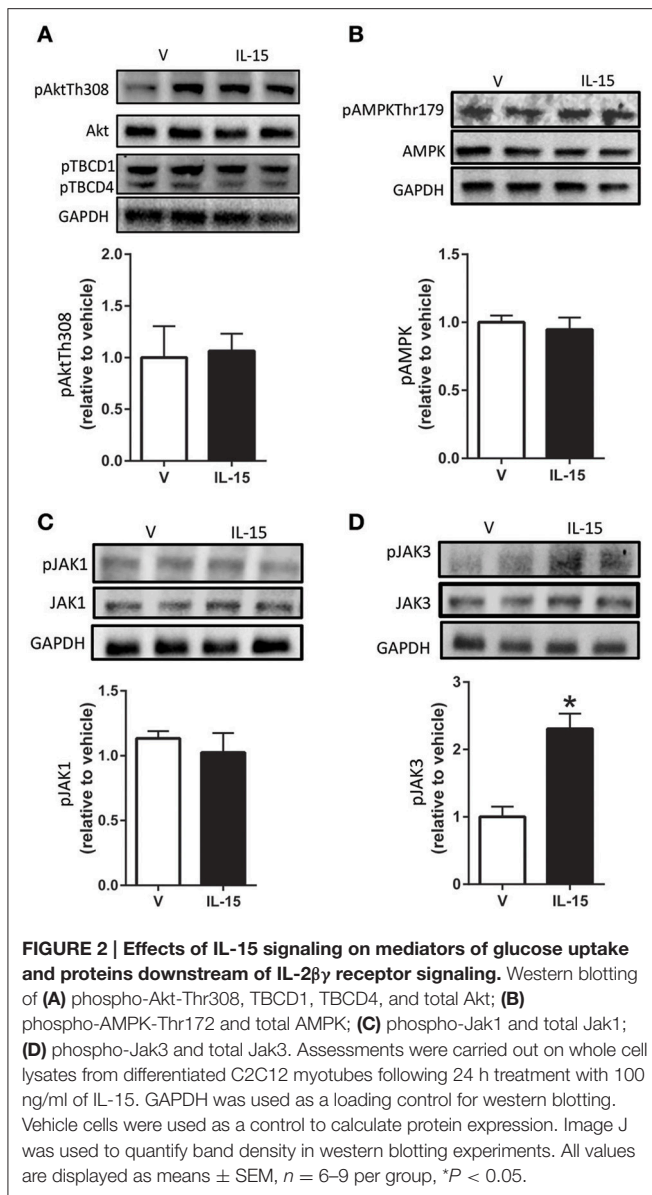 A
B
V IL-15
pAktTh308
Akt
pTBCD1
pTBCD4
GAPDH
V IL-15
pAMPKThr179
AMPK
GAPDH
2.0
1.5
1.0
0.5
0.0
pAktTh308
(relative to vehicle)
V IL-15
1.5
1.0
0.5
0.0
pAMPK
(relative to vehicle)
V IL-15
C
D
V IL-15
pJAK1
JAK1
GAPDH
V IL-15
pJAK3
JAK3
GAPDH
1.5
1.0
0.5
0.0
pJAK1
(relative to vehicle)
V IL-15
3
2
1
0
pJAK3
(relative to vehicle)
*
V IL-15
FIGURE 2 | Effects of IL-15 signaling on mediators of glucose uptake
and proteins downstream of IL-2βγ receptor signaling. Western blotting
of (A) phospho-Akt-Thr308, TBCD1, TBCD4, and total Akt; (B)
phospho-AMPK-Thr172 and total AMPK; (C) phospho-Jak1 and total Jak1;
(D) phospho-Jak3 and total Jak3. Assessments were carried out on whole cell
lysates from differentiated C2C12 myotubes following 24 h treatment with 100
ng/ml of IL-15. GAPDH was used as a loading control for western blotting.
Vehicle cells were used as a control to calculate protein expression. Image J
was used to quantify band density in western blotting experiments. All values
are displayed as means ± SEM, n = 6–9 per group, *P < 0.05.